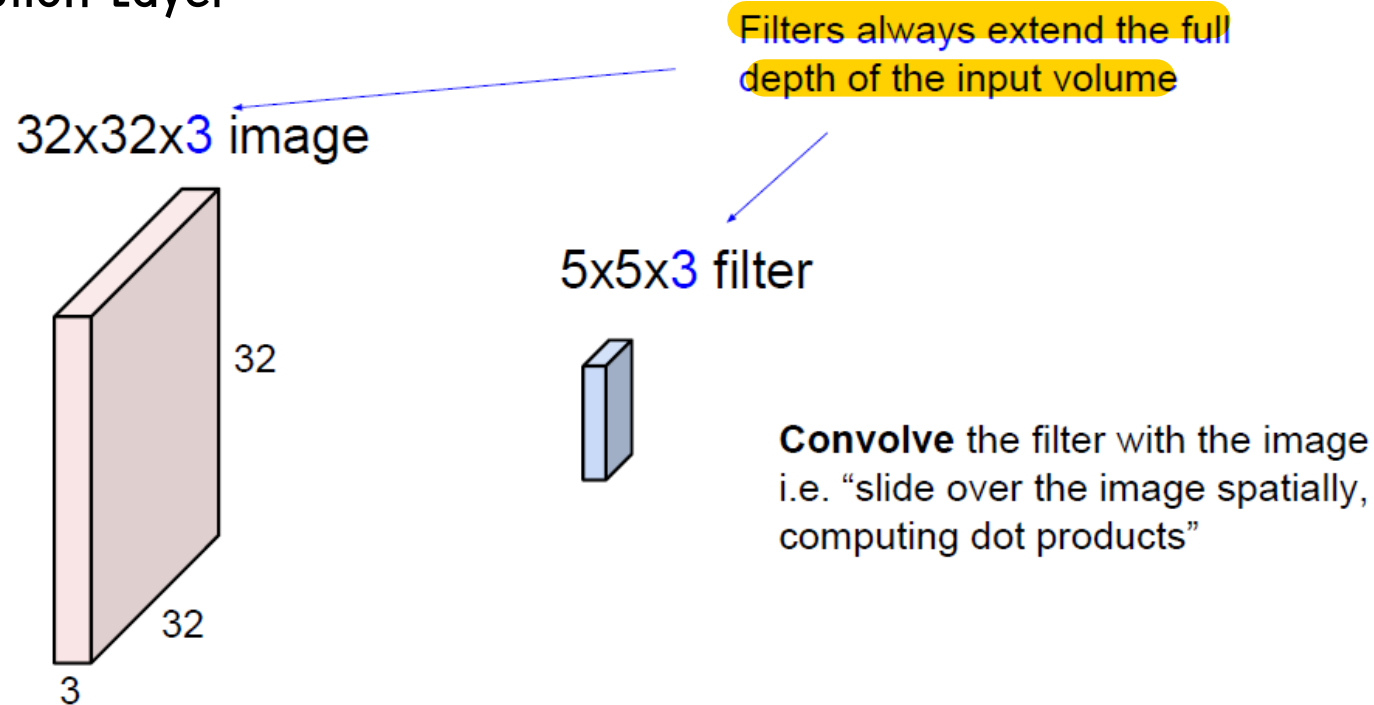 Layer
Filters always extend the full
depth of the input volume
32x32x3 image
5x5x3 filter
32
Convolve the filter with the image
i.e. “slide over the image spatially,
computing dot products”
32
3